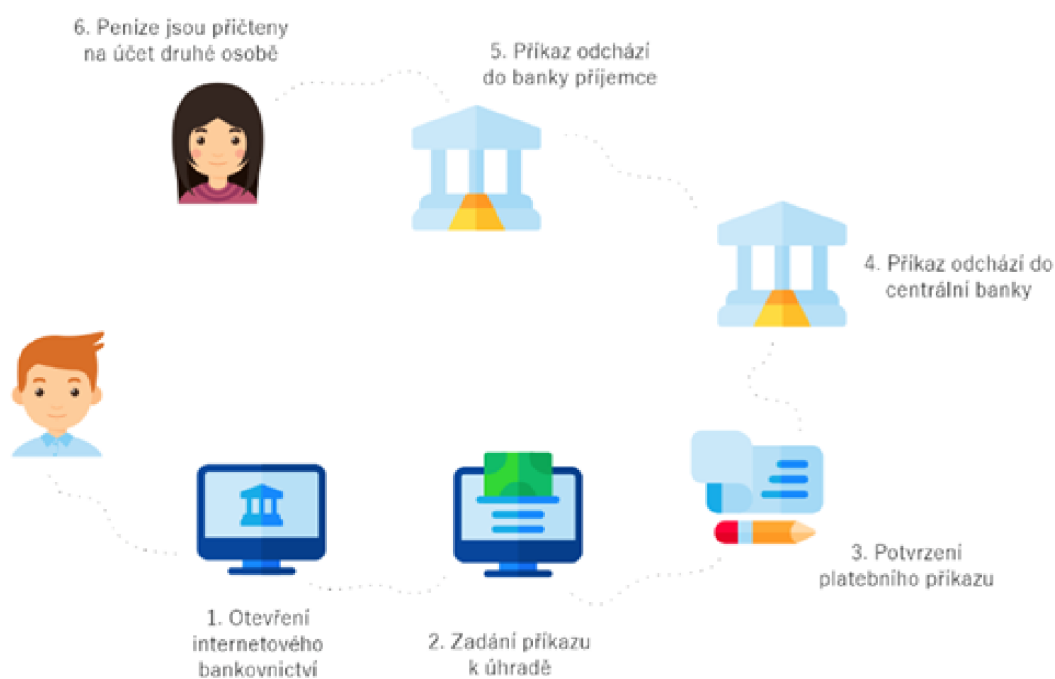 6. Peníze jsou přičteny
na účet druhé osobě
5. Příkaz odchází
do banky příjemce
4. Příkaz odchází do
centrální banky
3. Potvrzení
platebního příkazu
1. Otevření
internetového
bankovnictví
2. Zadání příkazu
k úhradě